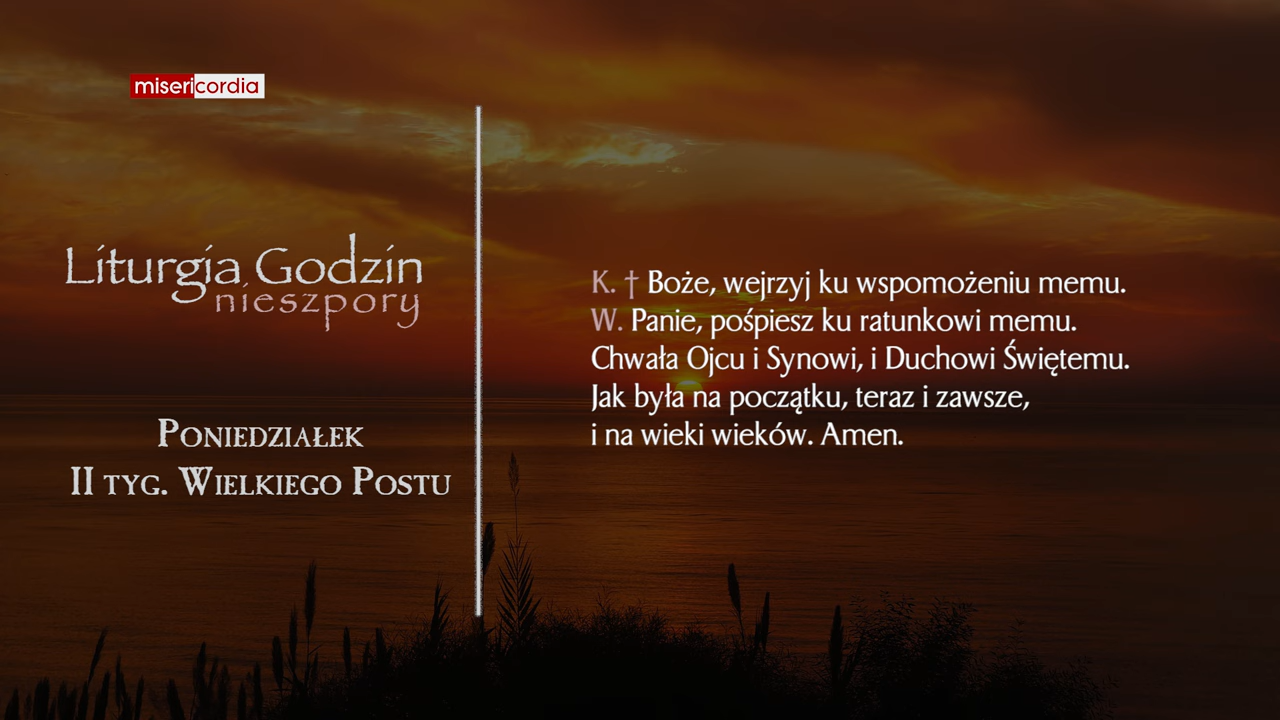 misericordia
Liturgia Godzin
nieszpory
Poniedziałek
II tyg. Wielkiego Postu
K. † Boże, wejrzyj ku wspomożeniu memu.
W. Panie, pośpiesz ku ratunkowi memu.
Chwała Ojcu i Synowi, i Duchowi Świętemu.
Jak była na początku, teraz i zawsze,
i na wieki wieków. Amen.